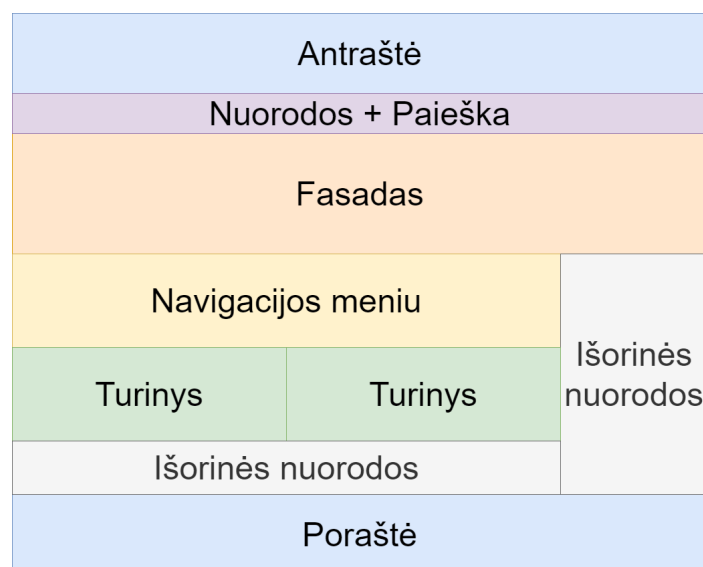 Antraštė
Nuorodos + Paieška
Fasadas
Navigacijos meniu
Išorinės
nuorodos
Turinys
Turinys
Išorinės nuorodos
Poraštė